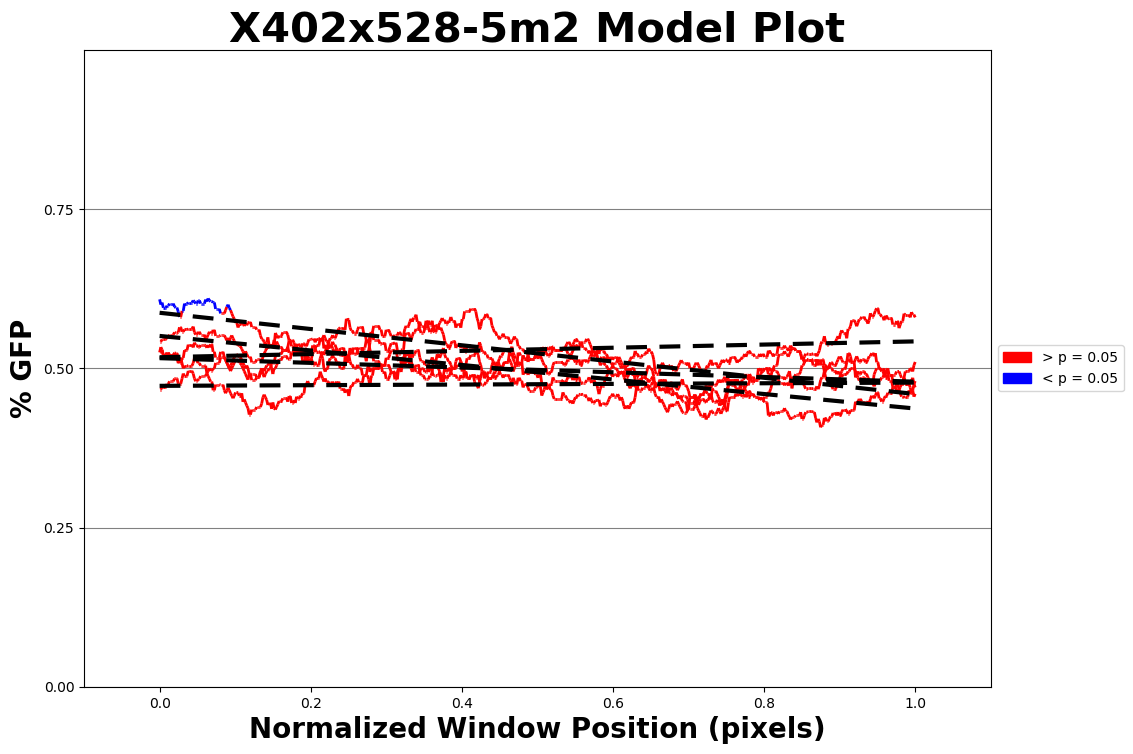 X402x528-5m2 Model Plot
% GFP
0.75
0.50
0.25
0.00
> p = 0.05
< p = 0.05
0.0 0.2 0.4 0.6 0.8 1.0
Normalized Window Position (pixels)